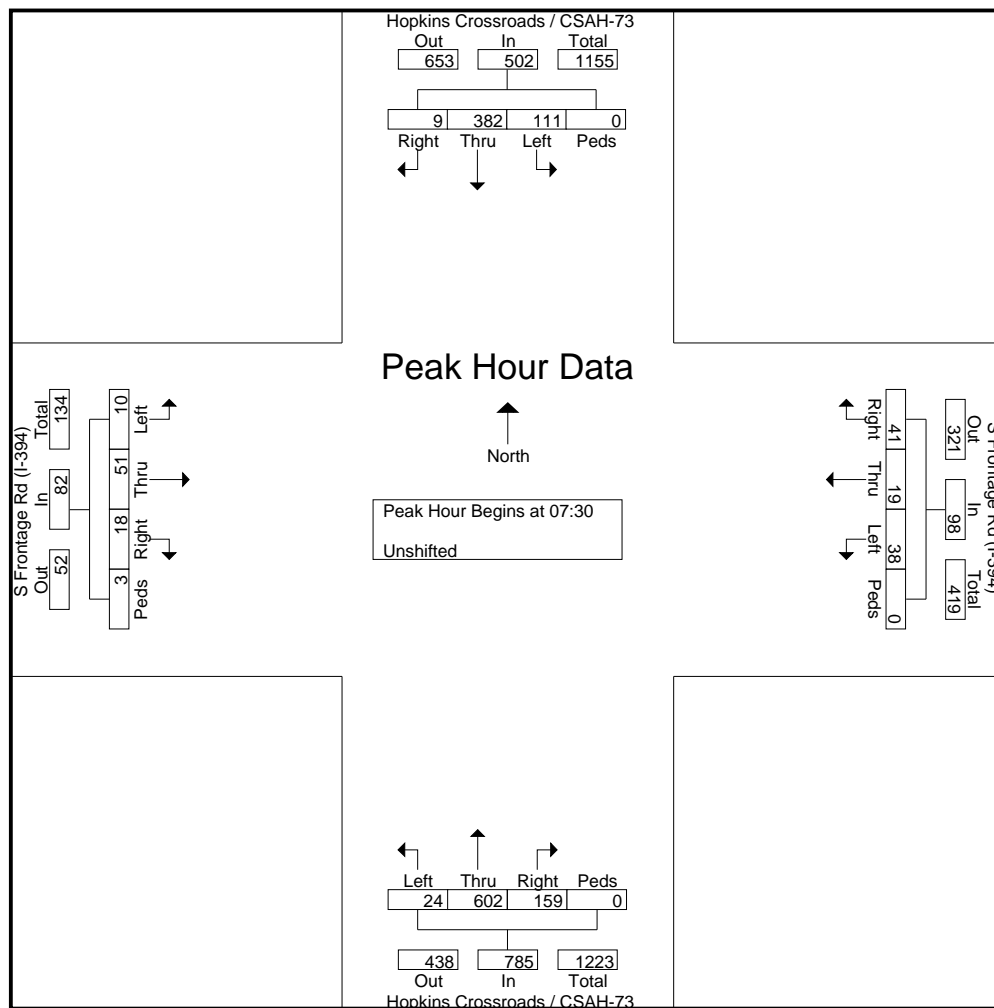 Hopkins Crossroads / CSAH-73
Out In Total
653 502 1155
9 382 111 0
Right Thru Left Peds
Peak Hour Data
North
Peak Hour Begins at 07:30
Unshifted
S Frontage Rd (I-394)
Out In Total
52 82 134
3 18 51 10
Peds Right Thru Left
S Frontage Rd (I-394)
Out In Total
321 98 419
41 19 38 0
Right Thru Left Peds
Left Thru Right Peds
24 602 159 0
438 785 1223
Out In Total
Hopkins Crossroads / CSAH-73